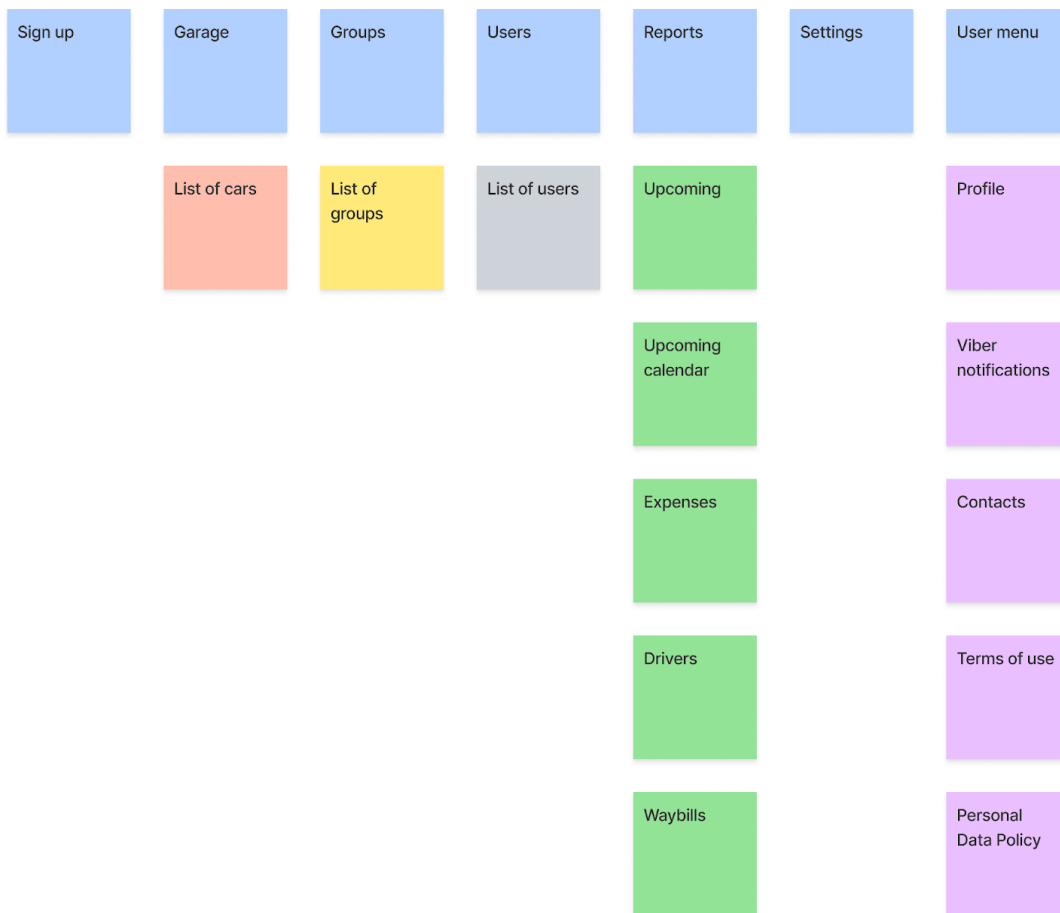 Sign up
Garage
Groups
Users
Reports
Settings
User menu
List of cars
List of
groups
List of users
Upcoming
Profile
Upcoming
calendar
Viber
notifications
Expenses
Contacts
Drivers
Terms of use
Waybills
Personal
Data Policy